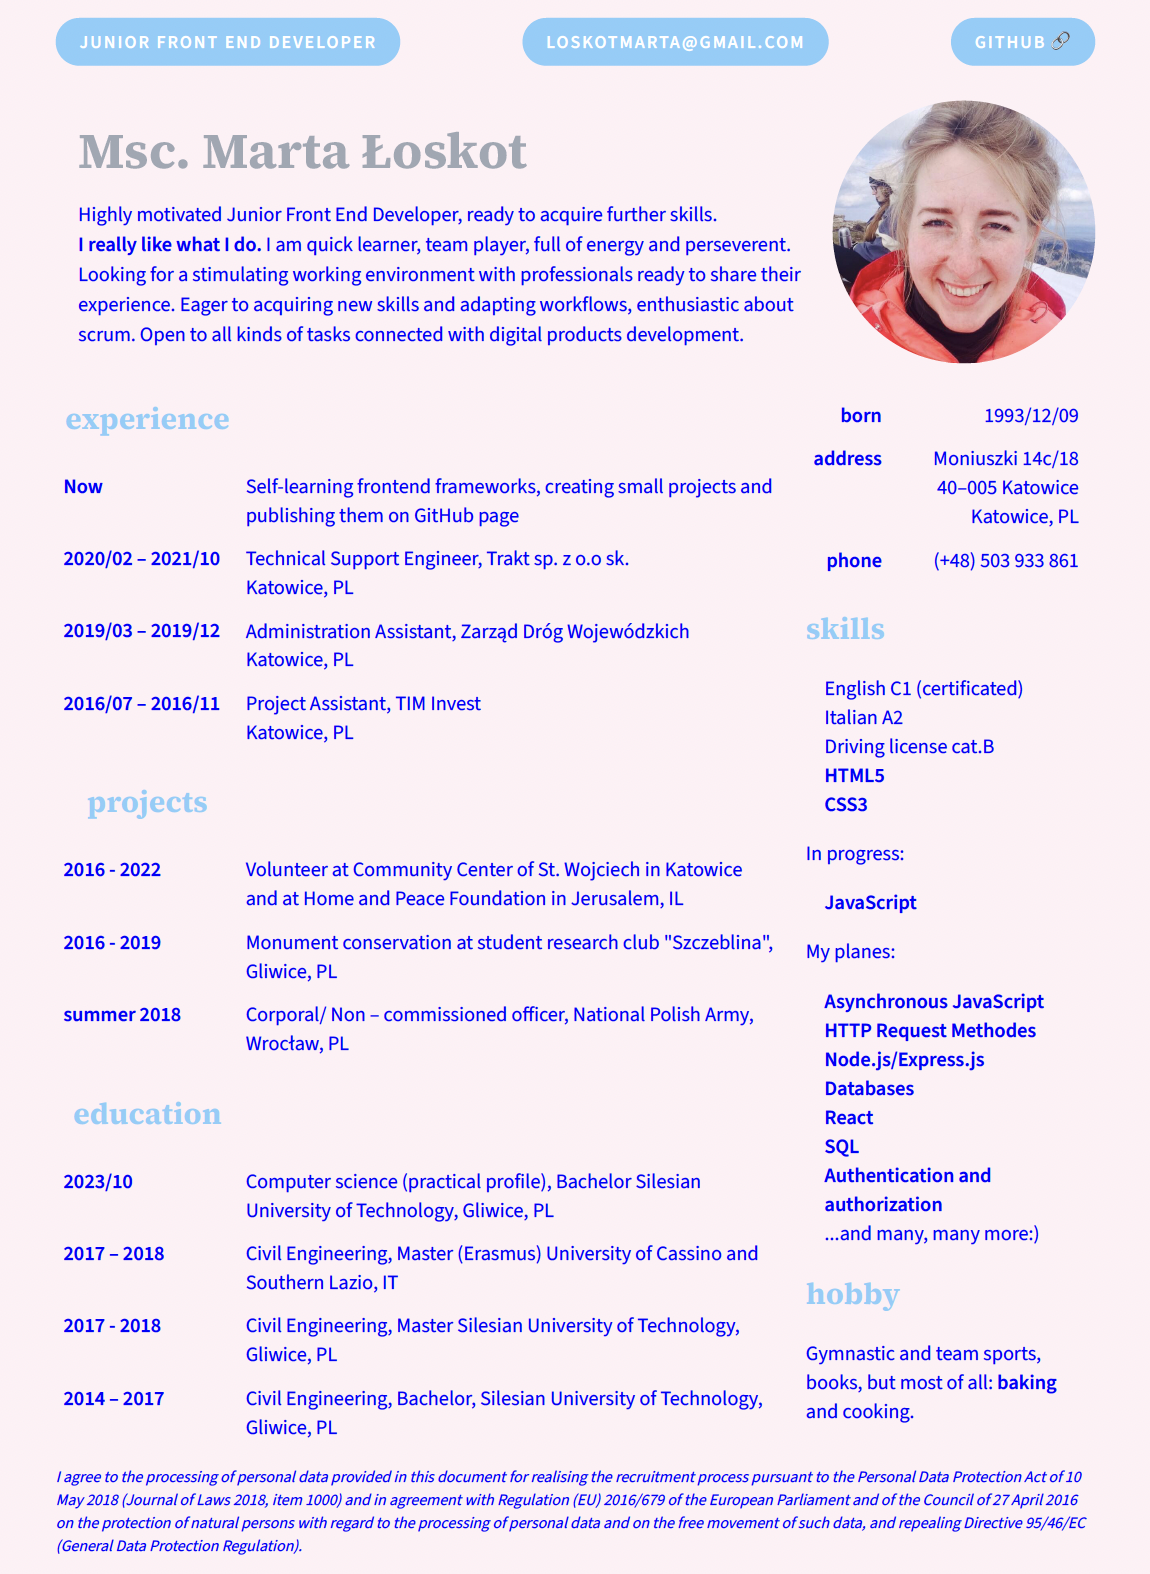 JUNIOR FRONT END DEVELOPER
LOSKOTMARTA@GMAIL.COM
GITHUB
Msc. Marta Łoskot
Highly motivated Junior Front End Developer, ready to acquire further skills.
I really like what I do. I am quick learner, team player, full of energy and perseverent.
Looking for a stimulating working environment with professionals ready to share their
experience. Eager to acquiring new skills and adapting workflows, enthusiastic about
scrum. Open to all kinds of tasks connected with digital products development.
experience
Now Self-learning frontend frameworks, creating small projects and
publishing them on GitHub page
2020/02 – 2021/10 Technical Support Engineer, Trakt sp. z o.o sk.
Katowice, PL
2019/03 – 2019/12 Administration Assistant, Zarząd Dróg Wojewódzkich
Katowice, PL
2016/07 – 2016/11 Project Assistant, TIM Invest
Katowice, PL
projects
2016 - 2022 Volunteer at Community Center of St. Wojciech in Katowice
and at Home and Peace Foundation in Jerusalem, IL
2016 - 2019 Monument conservation at student research club "Szczeblina",
Gliwice, PL
summer 2018 Corporal/ Non – commissioned officer, National Polish Army,
Wrocław, PL
education
2023/10 Computer science (practical profile), Bachelor Silesian
University of Technology, Gliwice, PL
2017 – 2018 Civil Engineering, Master (Erasmus) University of Cassino and
Southern Lazio, IT
2017 - 2018 Civil Engineering, Master Silesian University of Technology,
Gliwice, PL
2014 – 2017 Civil Engineering, Bachelor, Silesian University of Technology,
Gliwice, PL
born 1993/12/09
address Moniuszki 14c/18
40–005 Katowice
Katowice, PL
phone (+48) 503 933 861
skills
English C1 (certificated)
Italian A2
Driving license cat.B
HTML5
CSS3
In progress:
JavaScript
My planes:
Asynchronous JavaScript
HTTP Request Methodes
Node.js/Express.js
Databases
React
SQL
Authentication and
authorization
...and many, many more:)
hobby
Gymnastic and team sports,
books, but most of all: baking
and cooking.
I agree to the processing of personal data provided in this document for realising the recruitment process pursuant to the Personal Data Protection Act of 10
May 2018 (Journal of Laws 2018, item 1000) and in agreement with Regulation (EU) 2016/679 of the European Parliament and of the Council of 27 April 2016
on the protection of natural persons with regard to the processing of personal data and on the free movement of such data, and repealing Directive 95/46/EC
(General Data Protection Regulation).